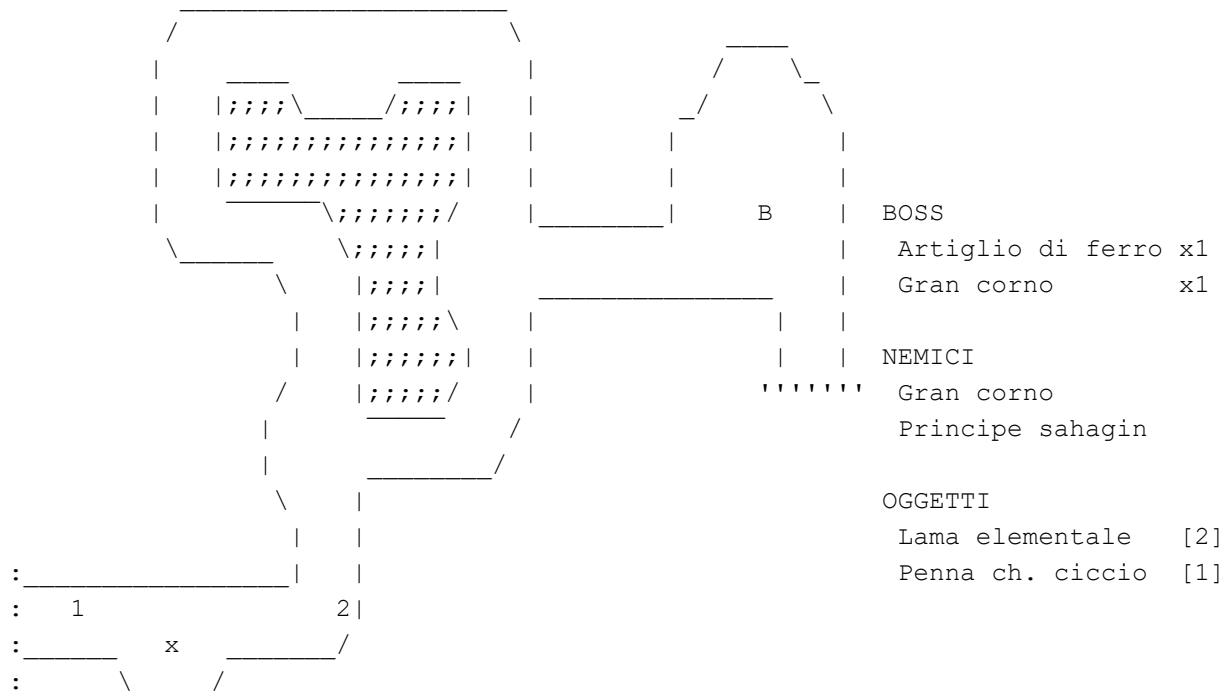 B BOSS
Artiglio di ferro x1
Gran corno x1
NEMICI
Gran corno
Principe sahagin
OGGETTI
Lama elementale [2]
Penna ch. ciccio [1]
1 2
x